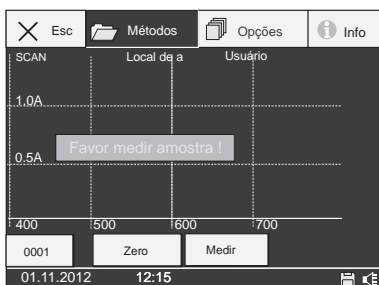 Esc Métodos Opções Info
SCAN Local de a Usuário
1.0A
Favor medir amostra !
0.5A
400 500 600 700
0001 Zero Medir
01.11.2012 12:15